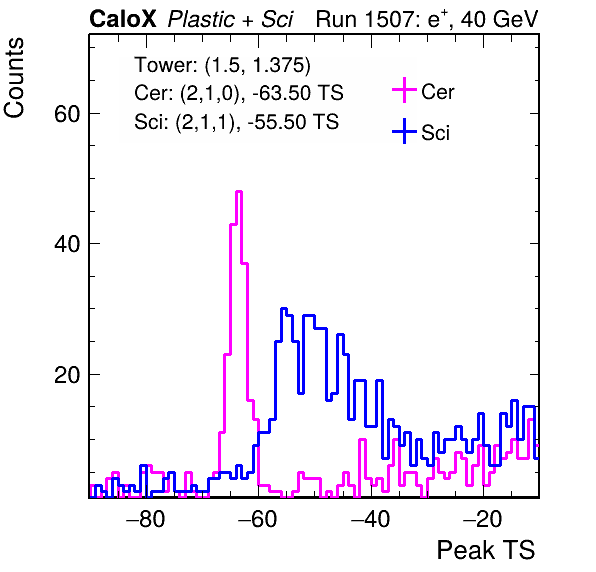 CaloX Plastic + Sci Run 1507: e⁺, 40 GeV
Counts
Tower: (1.5, 1.375)
Cer: (2,1,0), -63.50 TS
Sci: (2,1,1), -55.50 TS
Cer
Sci
60
40
20
−80 −60 −40 −20
Peak TS